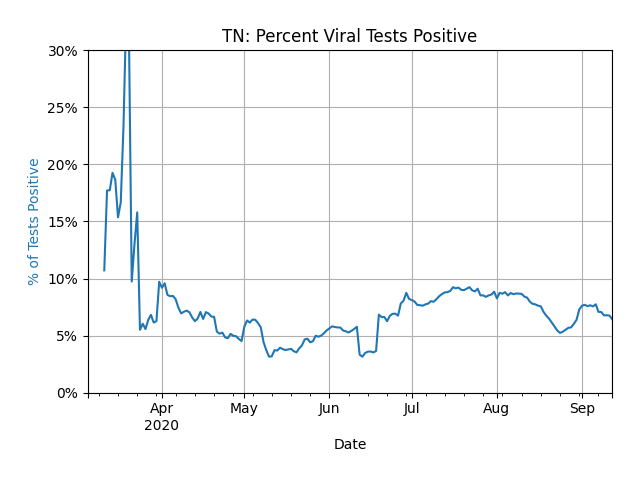 TN: Percent Viral Tests Positive
30%
25%
20%
15%
10%
5%
0%
% of Tests Positive
Apr May Jun Jul Aug Sep
2020
Date